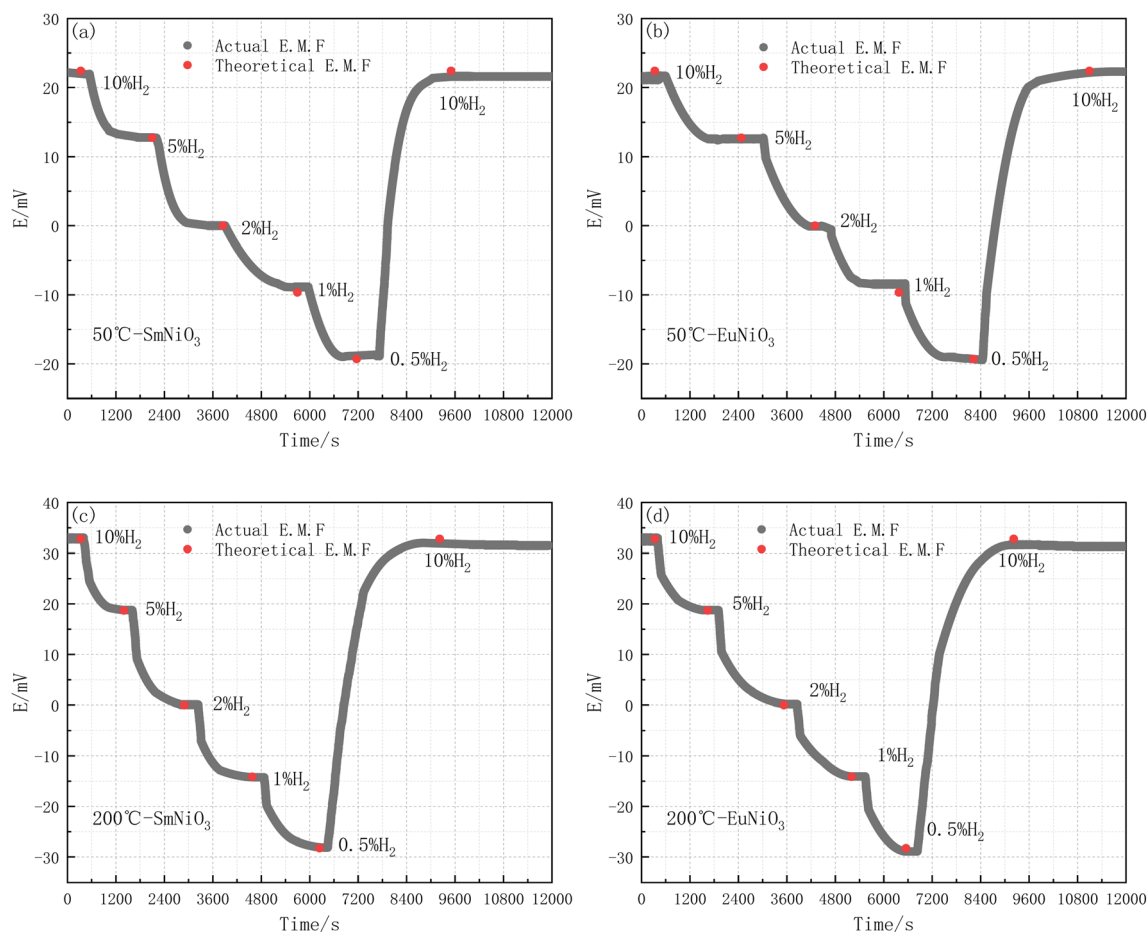 (a)
Actual E.M.F
Theoretical E.M.F
10%H₂
5%H₂
2%H₂
1%H₂
0.5%H₂
10%H₂
50℃-SmNiO₃
E/mV
30
20
10
0
-10
-20
0 1200 2400 3600 4800 6000 7200 8400 9600 10800 12000
Time/s
(b)
Actual E.M.F
Theoretical E.M.F
10%H₂
5%H₂
2%H₂
1%H₂
0.5%H₂
10%H₂
50℃-EuNiO₃
E/mV
30
20
10
0
-10
-20
0 1200 2400 3600 4800 6000 7200 8400 9600 10800 12000
Time/s
(c)
Actual E.M.F
Theoretical E.M.F
10%H₂
5%H₂
2%H₂
1%H₂
0.5%H₂
10%H₂
200℃-SmNiO₃
E/mV
40
30
20
10
0
-10
-20
-30
0 1200 2400 3600 4800 6000 7200 8400 9600 10800 12000
Time/s
(d)
Actual E.M.F
Theoretical E.M.F
10%H₂
5%H₂
2%H₂
1%H₂
0.5%H₂
10%H₂
200℃-EuNiO₃
E/mV
40
30
20
10
0
-10
-20
-30
0 1200 2400 3600 4800 6000 7200 8400 9600 10800 12000
Time/s